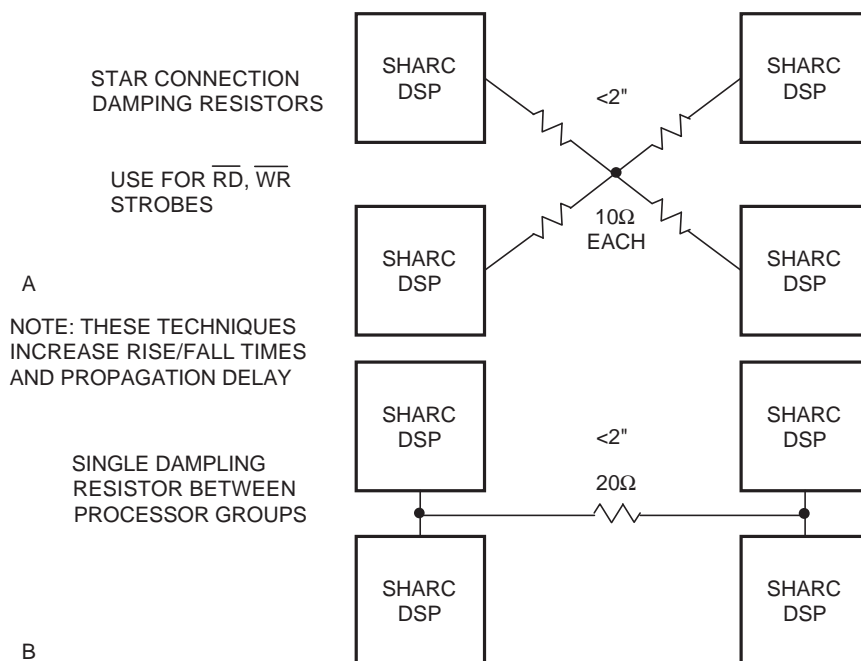 STAR CONNECTION
DAMPING RESISTORS
SHARC
DSP
<2"
SHARC
DSP
USE FOR R̅D̅, W̅R̅
STROBES
SHARC
DSP
10Ω
EACH
SHARC
DSP
A
NOTE: THESE TECHNIQUES
INCREASE RISE/FALL TIMES
AND PROPAGATION DELAY
SHARC
DSP
<2"
SHARC
DSP
SINGLE DAMPLING
RESISTOR BETWEEN
PROCESSOR GROUPS
20Ω
SHARC
DSP
SHARC
DSP
B